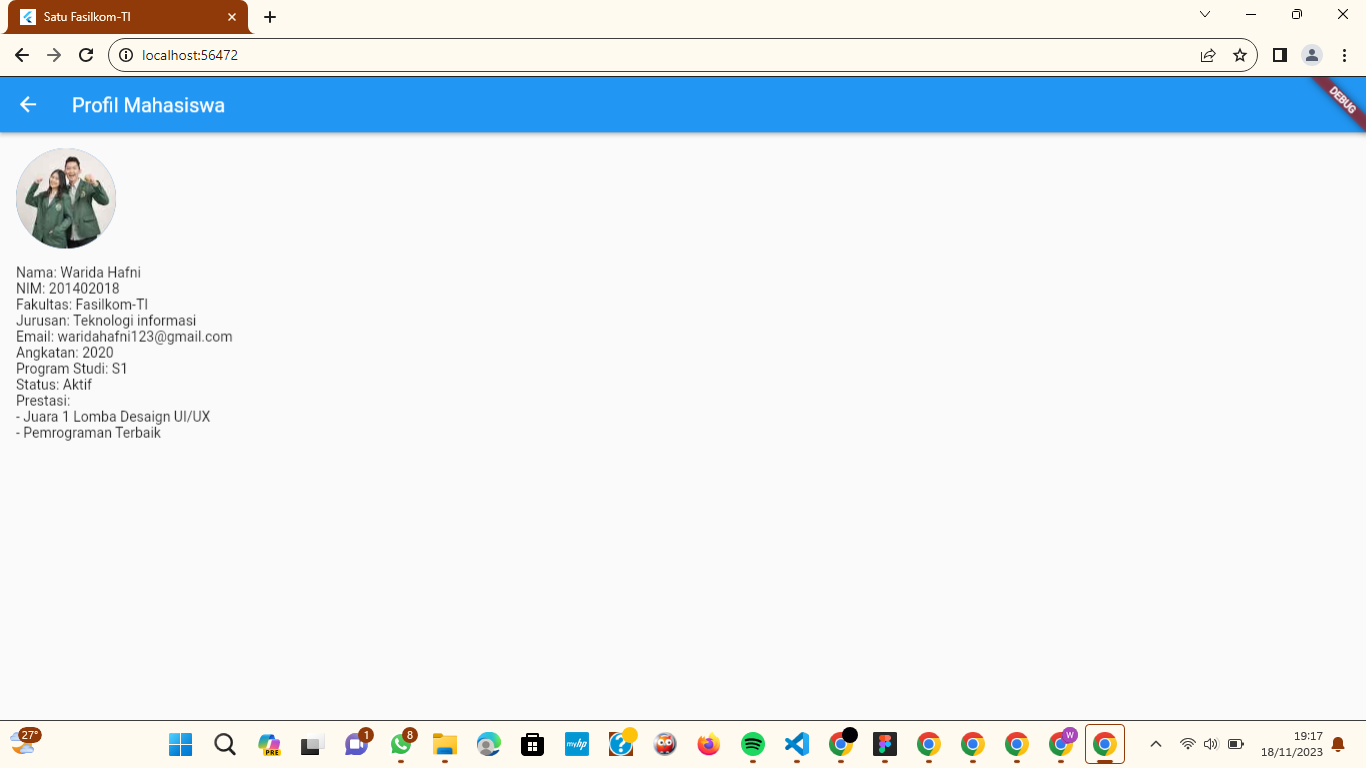 Satu Fasilkom-TI
localhost:56472
Profil Mahasiswa
DEBUG
Nama: Warida Hafni
NIM: 201402018
Fakultas: Fasilkom-TI
Jurusan: Teknologi informasi
Email: waridahafni123@gmail.com
Angkatan: 2020
Program Studi: S1
Status: Aktif
Prestasi:
- Juara 1 Lomba Desaign UI/UX
- Pemrograman Terbaik
27°
PRE
1
8
myhp
?
W
19:17
18/11/2023